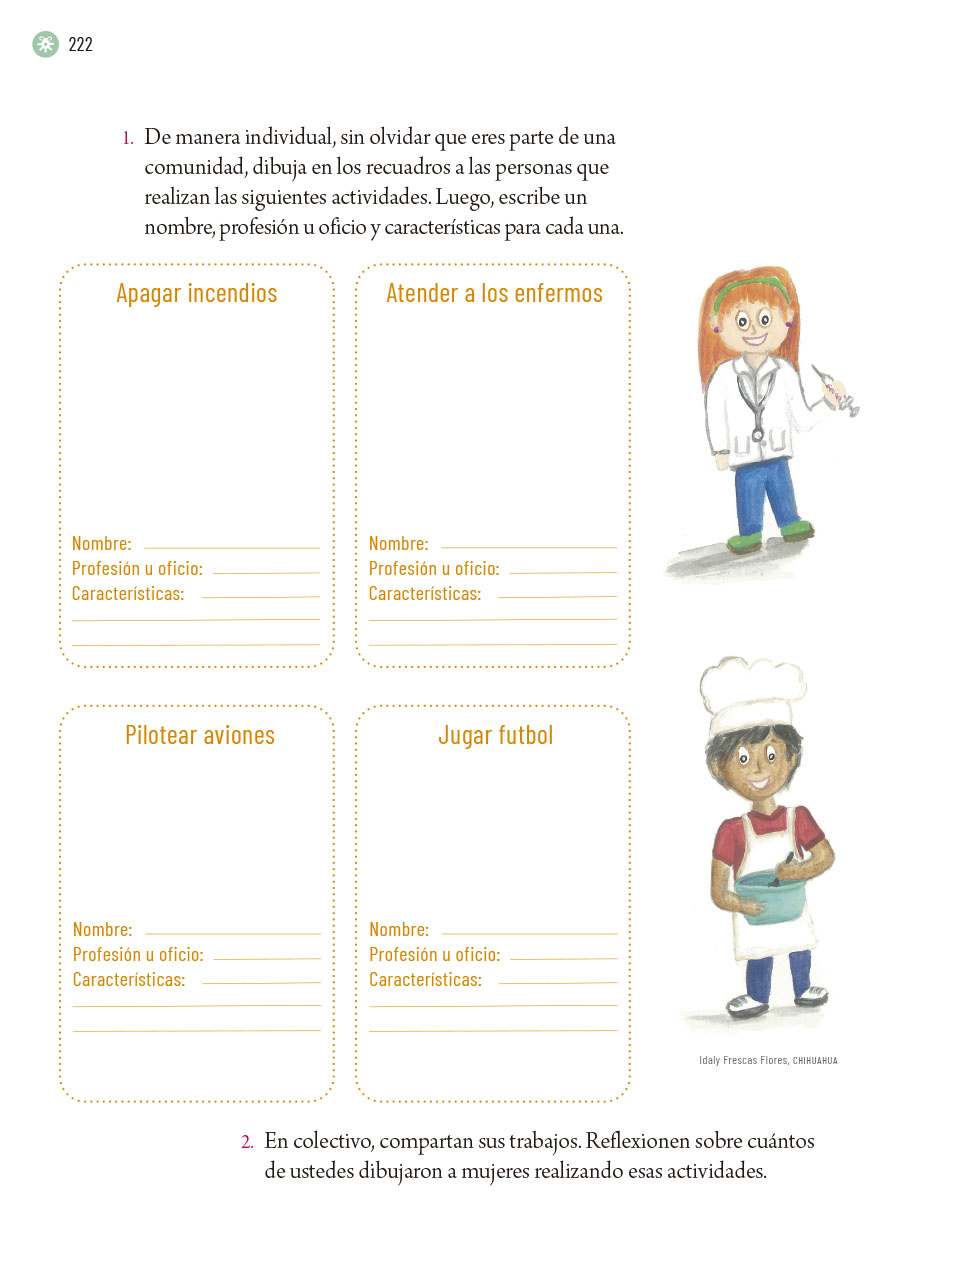 222
1. De manera individual, sin olvidar que eres parte de una
comunidad, dibuja en los recuadros a las personas que
realizan las siguientes actividades. Luego, escribe un
nombre, profesión u oficio y características para cada una.
Apagar incendios
Nombre:
Profesión u oficio:
Características:
Atender a los enfermos
Nombre:
Profesión u oficio:
Características:
Pilotear aviones
Nombre:
Profesión u oficio:
Características:
Jugar futbol
Nombre:
Profesión u oficio:
Características:
Idaly Frescas Flores, CHIHUAHUA
2. En colectivo, compartan sus trabajos. Reflexionen sobre cuántos
de ustedes dibujaron a mujeres realizando esas actividades.